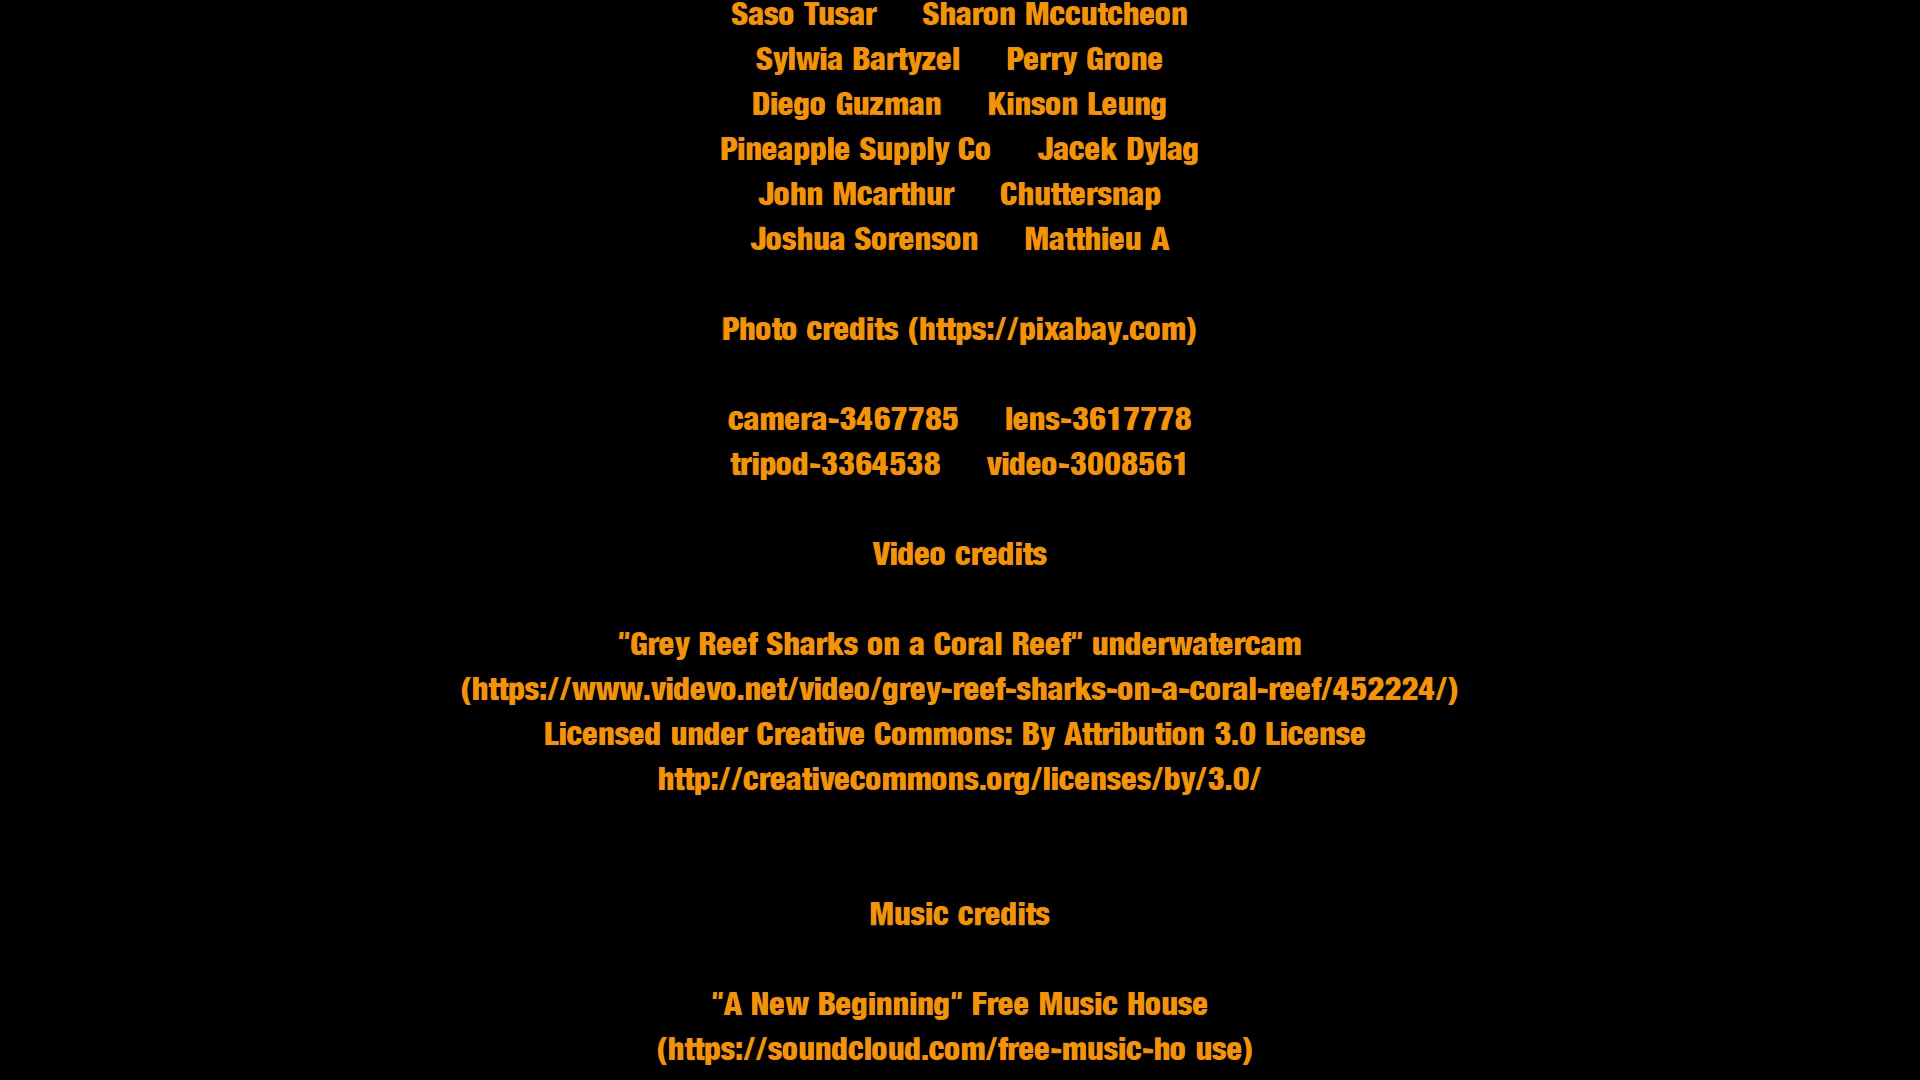 Saso Tusar Sharon Mccutcheon
Sylwia Bartyzel Perry Grone
Diego Guzman Kinson Leung
Pineapple Supply Co Jacek Dylag
John Mcarthur Chuttersnap
Joshua Sorenson Matthieu A
Photo credits (https://pixabay.com)
camera-3467785 lens-3617778
tripod-3364538 video-3008561
Video credits
"Grey Reef Sharks on a Coral Reef" underwatercam
(https://www.videvo.net/video/grey-reef-sharks-on-a-coral-reef/452224/)
Licensed under Creative Commons: By Attribution 3.0 License
http://creativecommons.org/licenses/by/3.0/
Music credits
"A New Beginning" Free Music House
(https://soundcloud.com/free-music-ho use)